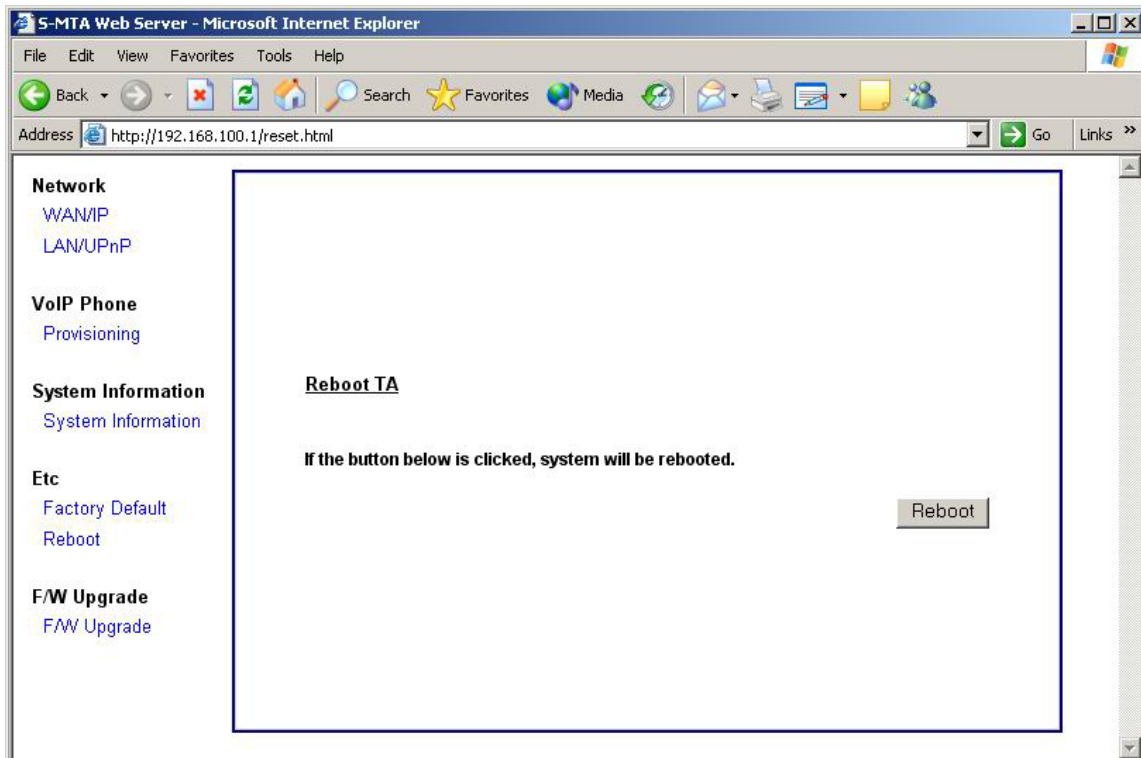 S-MTA Web Server - Microsoft Internet Explorer
File Edit View Favorites Tools Help
Back Search Favorites Media
Address http://192.168.100.1/reset.html Go Links »
Network
WAN/IP
LAN/UPnP
VoIP Phone
Provisioning
System Information
System Information
Etc
Factory Default
Reboot
F/W Upgrade
F/W Upgrade
Reboot TA
If the button below is clicked, system will be rebooted.
Reboot